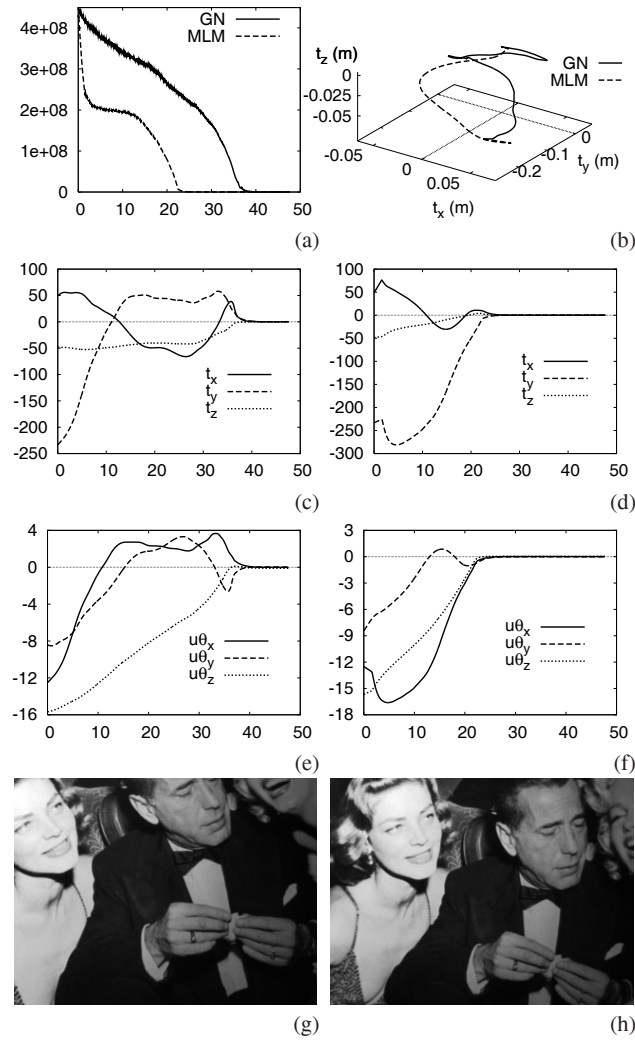 4e+08
3e+08
2e+08
1e+08
0
0 10 20 30 40 50
GN
MLM
(a)
t_z (m)
0
-0.025
-0.05
-0.05
0
0.05
t_x (m)
-0.2
-0.1
0
t_y (m)
GN
MLM
(b)
100
50
0
-50
-100
-150
-200
-250
0 10 20 30 40 50
t_x
t_y
t_z
(c)
100
50
0
-50
-100
-150
-200
-250
-300
0 10 20 30 40 50
t_x
t_y
t_z
(d)
4
0
-4
-8
-12
-16
0 10 20 30 40 50
uθ_x
uθ_y
uθ_z
(e)
3
0
-3
-6
-9
-12
-15
-18
0 10 20 30 40 50
uθ_x
uθ_y
uθ_z
(f)
(g)
(h)